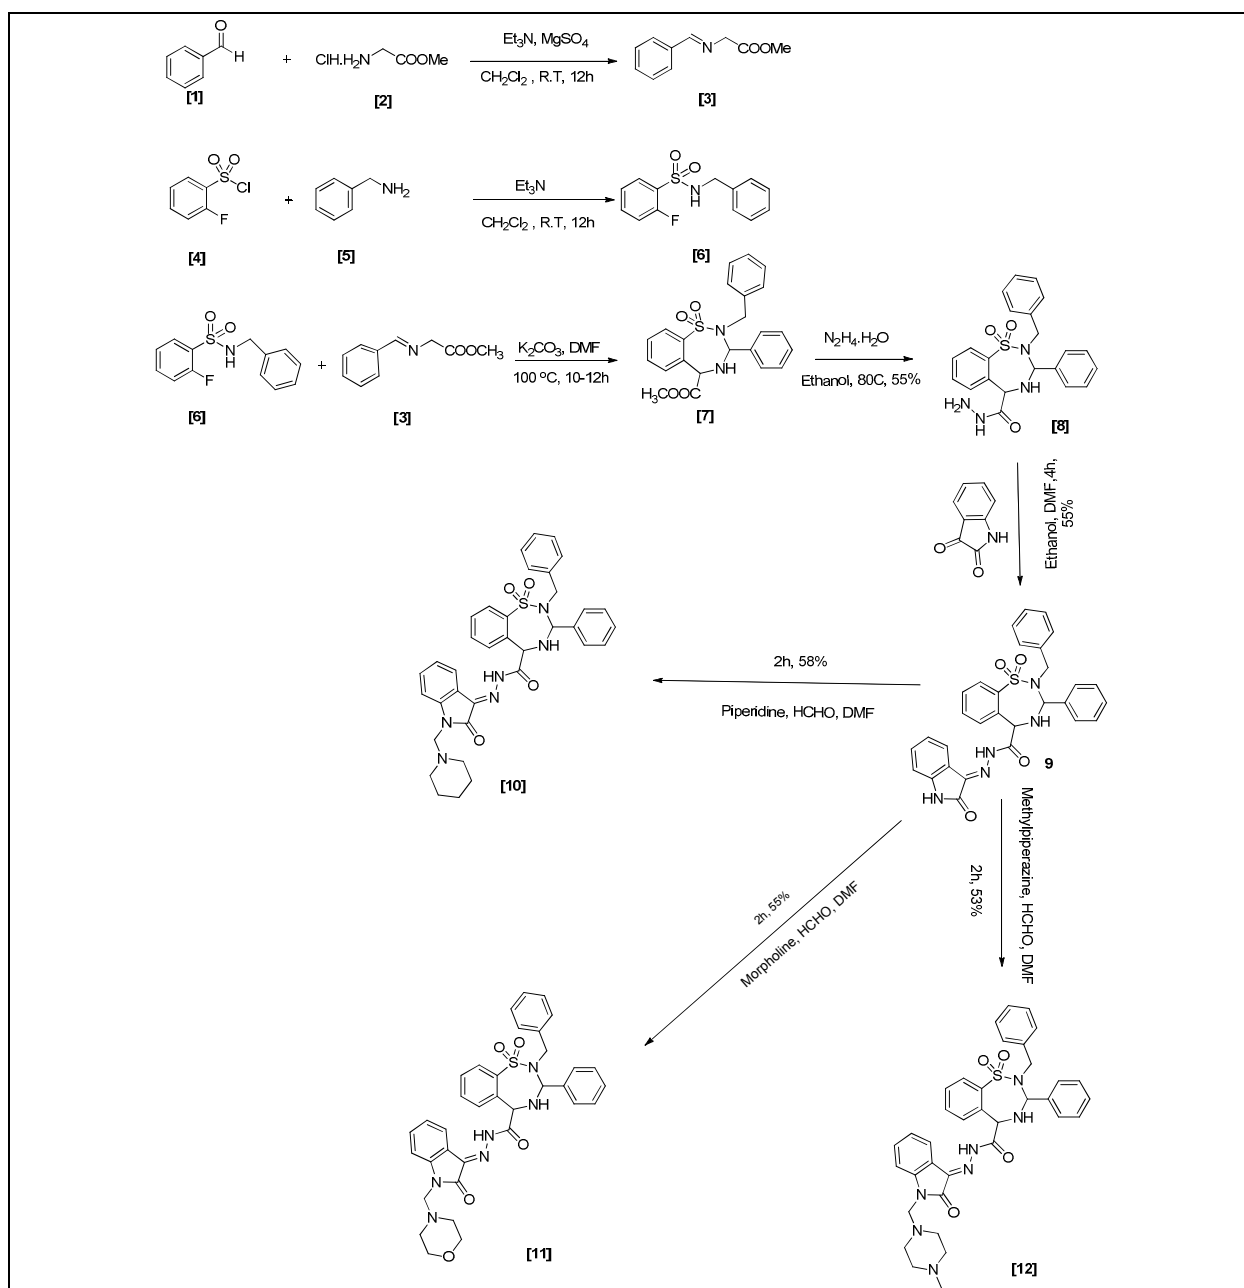 O
H
+
ClH.H2N
COOMe
Et3N, MgSO4
CH2Cl2 , R.T, 12h
N
COOMe
[1]
[2]
[3]
O
O
S
Cl
F
+
NH2
Et3N
CH2Cl2 , R.T, 12h
O
O
S
N
H
F
[4]
[5]
[6]
O
O
S
NH
F
+
N
COOCH3
K2CO3, DMF
100 ºC, 10-12h
O
O
S
N
NH
H3COOC
N2H4.H2O
Ethanol, 80C, 55%
O
O
S
N
NH
H2N
N
H
O
[6]
[3]
[7]
[8]
NH
O
O
Ethanol, DMF,4h,
55%
O
O
S
N
NH
HN
N
O
N
O
N
[10]
2h, 58%
Piperidine, HCHO, DMF
O
O
S
N
NH
HN
N
O
NH
O
9
2h, 55%
Morpholine, HCHO, DMF
Methylpiperazine, HCHO, DMF
2h, 53%
O
O
S
N
NH
HN
N
O
N
O
N
O
[11]
O
O
S
N
NH
HN
N
O
N
O
N
N
[12]